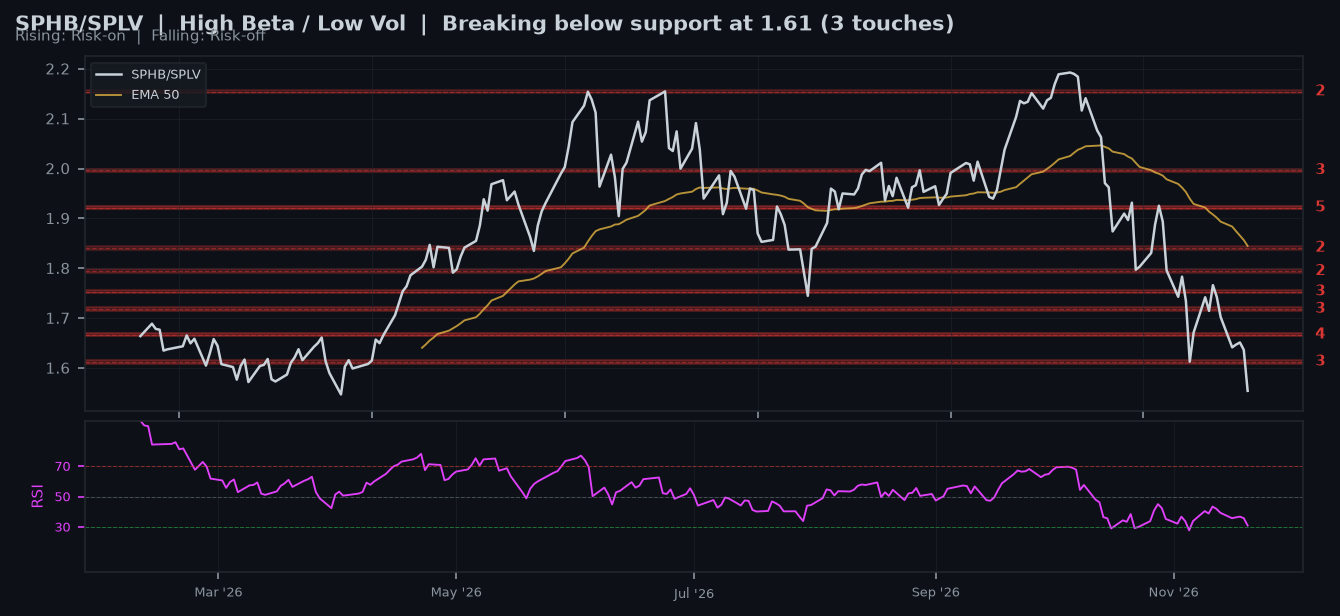 SPHB/SPLV | High Beta / Low Vol | Breaking below support at 1.61 (3 touches)
Rising: Risk-on | Falling: Risk-off
SPHB/SPLV
EMA 50
2.2
2.1
2.0
1.9
1.8
1.7
1.6
2
3
5
2
2
3
3
4
3
RSI
70
50
30
Mar '26
May '26
Jul '26
Sep '26
Nov '26